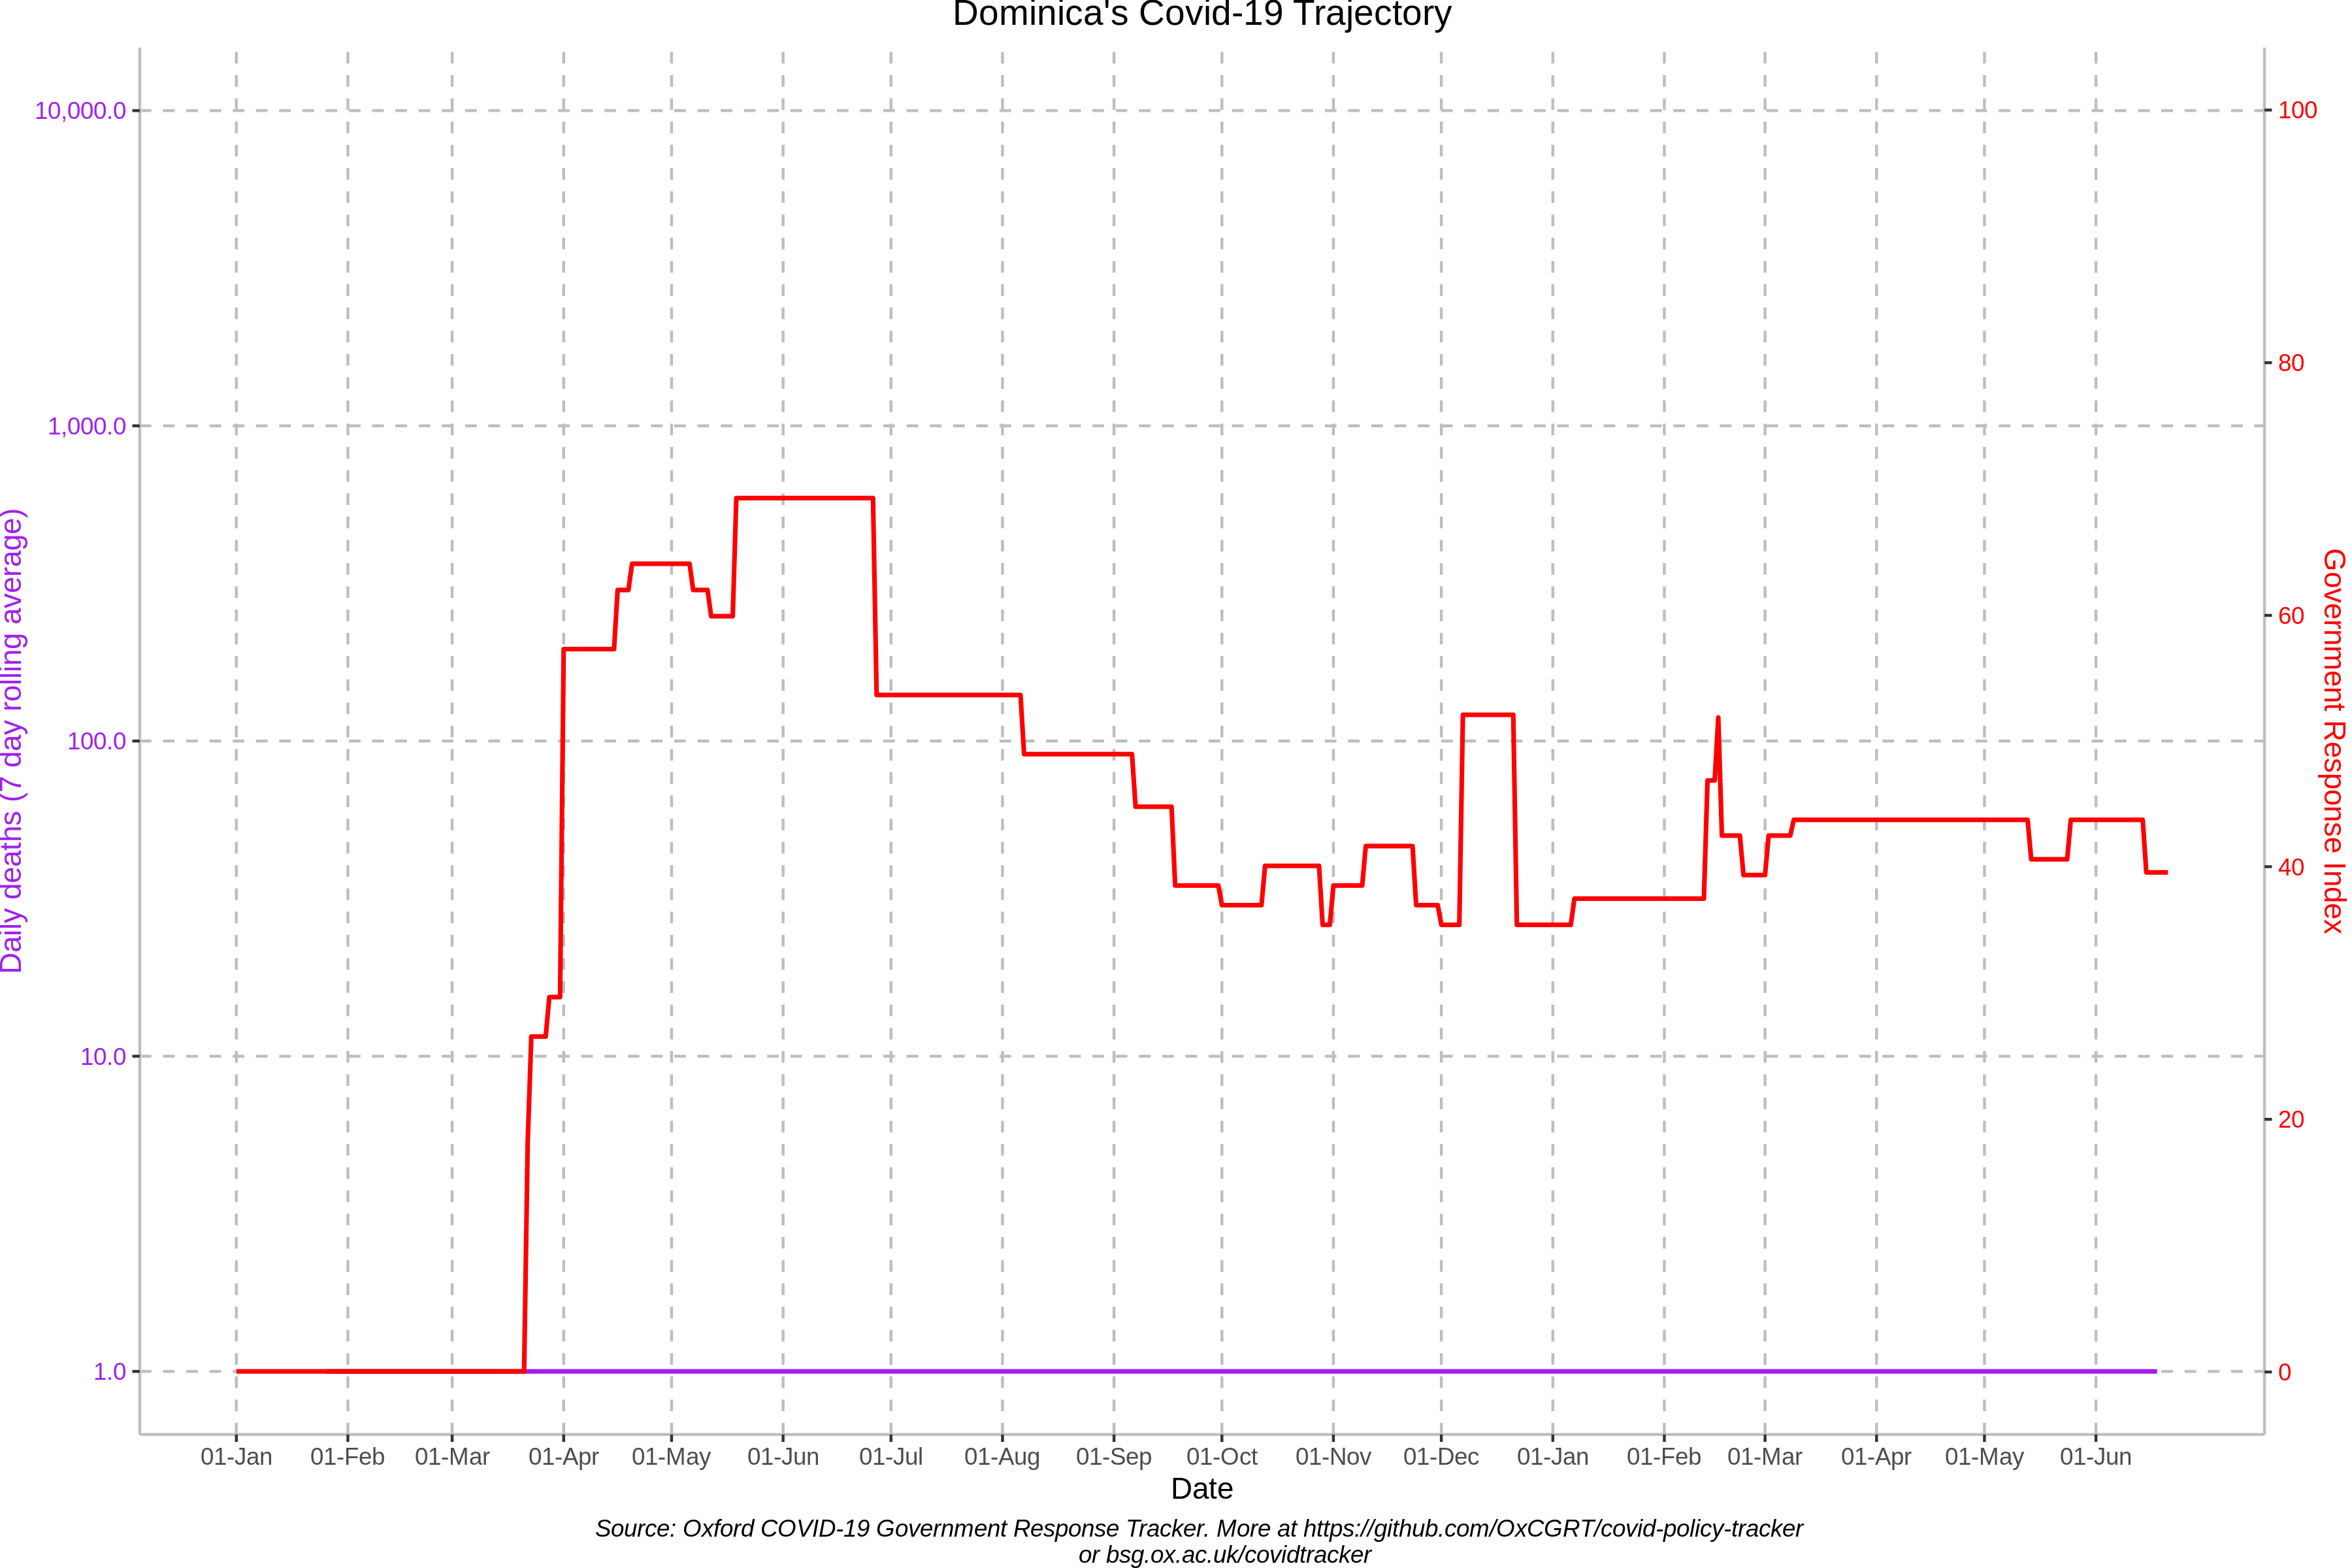 Dominica's Covid-19 Trajectory
10,000.0
1,000.0
100.0
10.0
1.0
Daily deaths (7 day rolling average)
100
80
60
40
20
0
Government Response Index
01-Jan 01-Feb 01-Mar 01-Apr 01-May 01-Jun 01-Jul 01-Aug 01-Sep 01-Oct 01-Nov 01-Dec 01-Jan 01-Feb 01-Mar 01-Apr 01-May 01-Jun
Date
Source: Oxford COVID-19 Government Response Tracker. More at https://github.com/OxCGRT/covid-policy-tracker
or bsg.ox.ac.uk/covidtracker